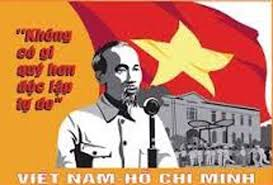 "Không
có gì
quý hơn
độc lập
tự do"
VIỆT NAM-HỒ CHÍ MINH